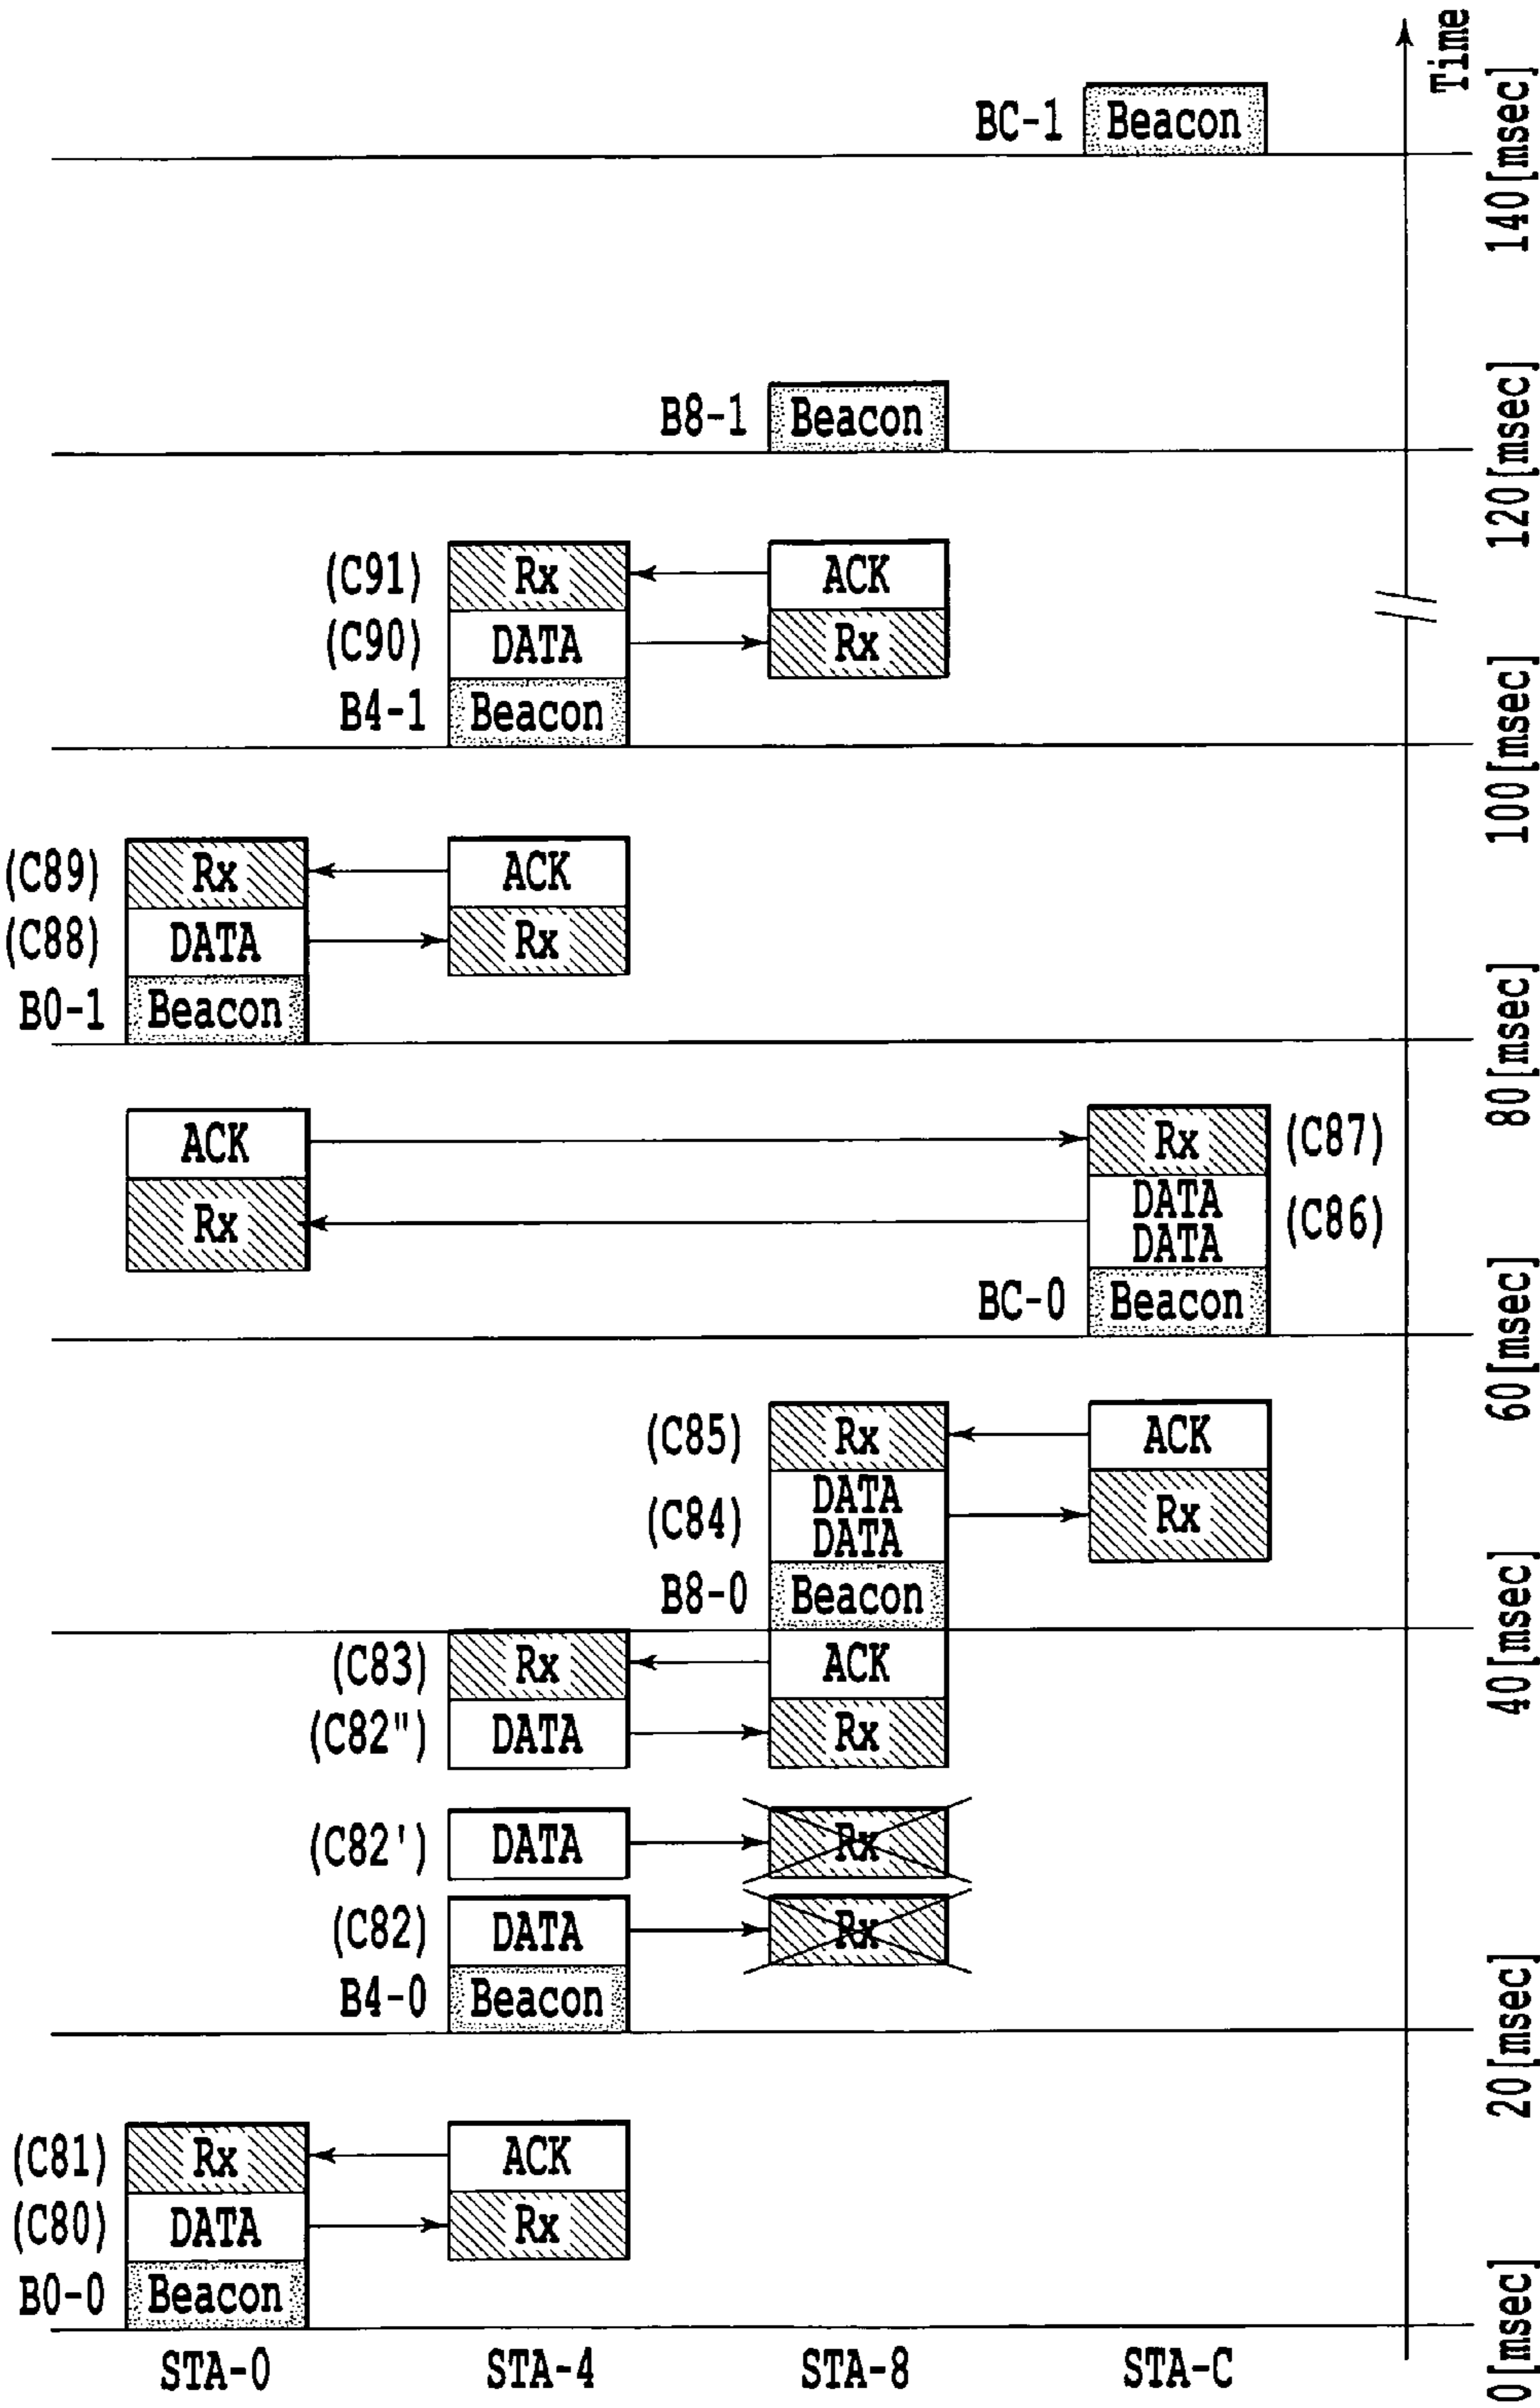 Time
140[msec]
BC-1 Beacon
120[msec]
B8-1 Beacon
(C91) Rx ACK
(C90) DATA Rx
B4-1 Beacon
100[msec]
(C89) Rx ACK
(C88) DATA Rx
B0-1 Beacon
80[msec]
ACK Rx (C87)
Rx DATA DATA (C86)
BC-0 Beacon
60[msec]
(C85) Rx ACK
(C84) DATA DATA Rx
B8-0 Beacon
40[msec]
(C83) Rx ACK
(C82") DATA Rx
(C82') DATA Rx
(C82) DATA Rx
B4-0 Beacon
20[msec]
(C81) Rx ACK
(C80) DATA Rx
B0-0 Beacon
0[msec]
STA-0 STA-4 STA-8 STA-C